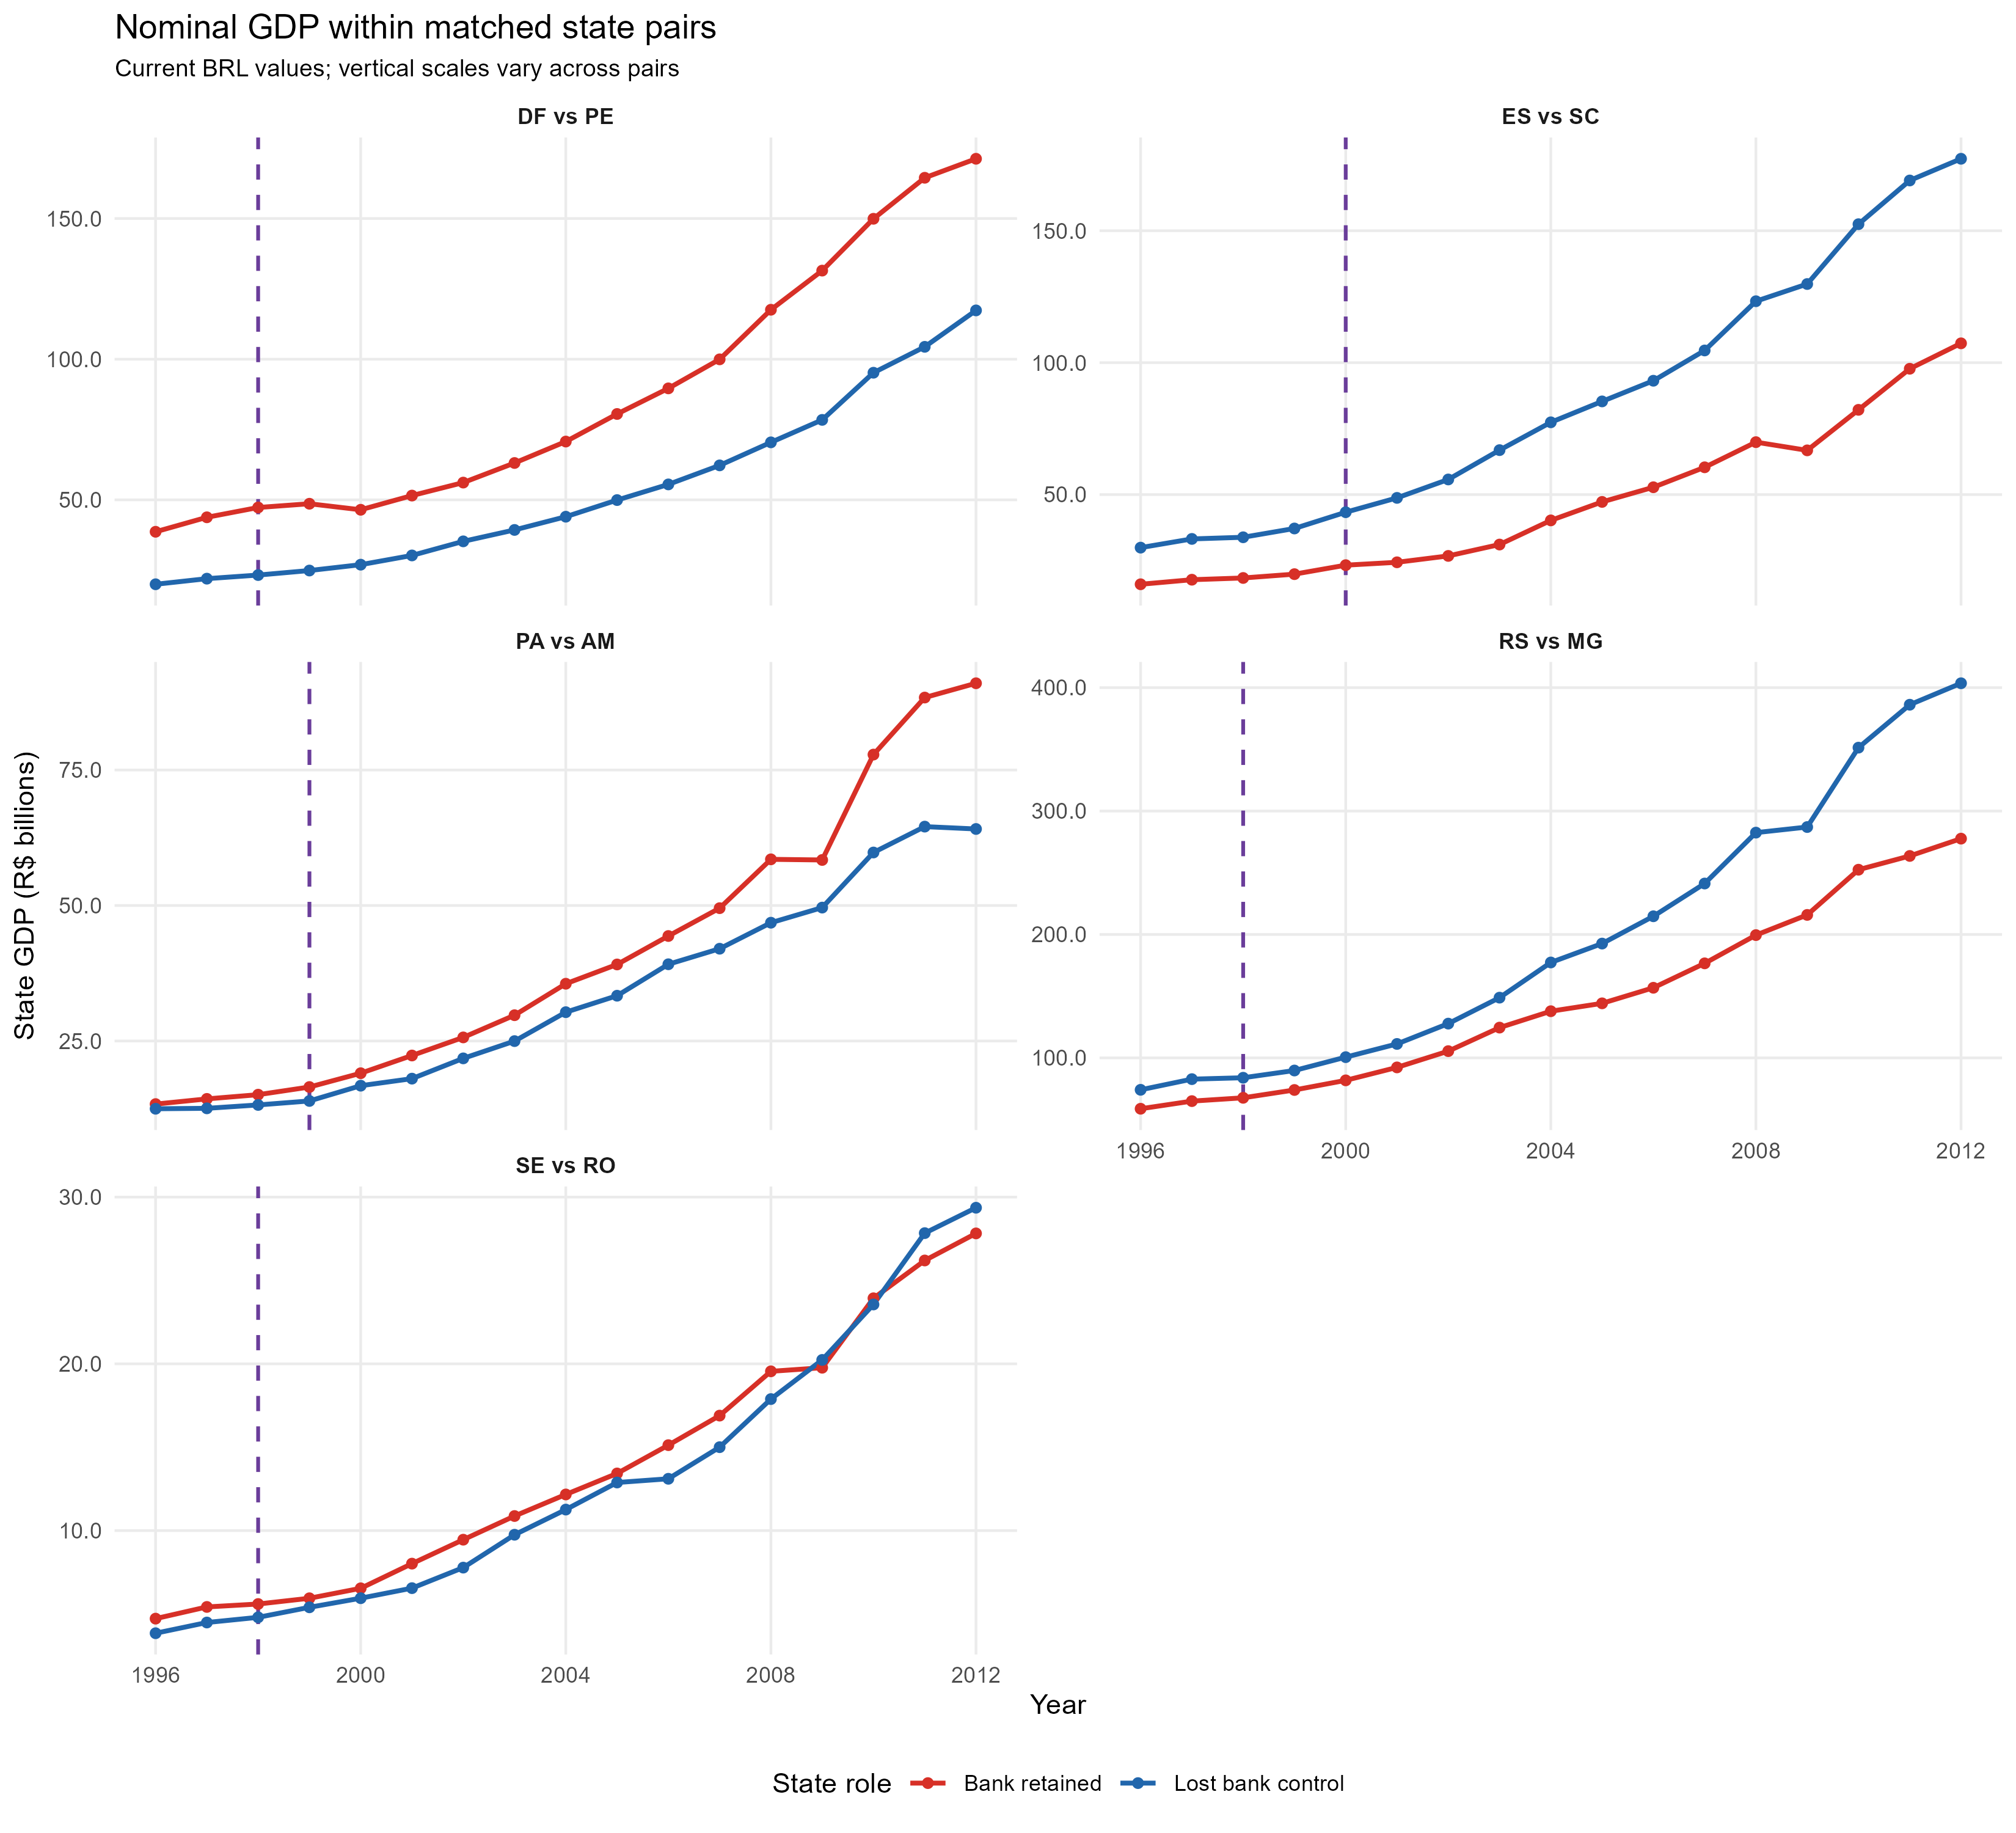 Nominal GDP within matched state pairs
Current BRL values; vertical scales vary across pairs
DF vs PE
150.0
100.0
50.0
ES vs SC
150.0
100.0
50.0
State GDP (R$ billions)
PA vs AM
75.0
50.0
25.0
RS vs MG
400.0
300.0
200.0
100.0
1996 2000 2004 2008 2012
SE vs RO
30.0
20.0
10.0
1996 2000 2004 2008 2012
Year
State role Bank retained Lost bank control